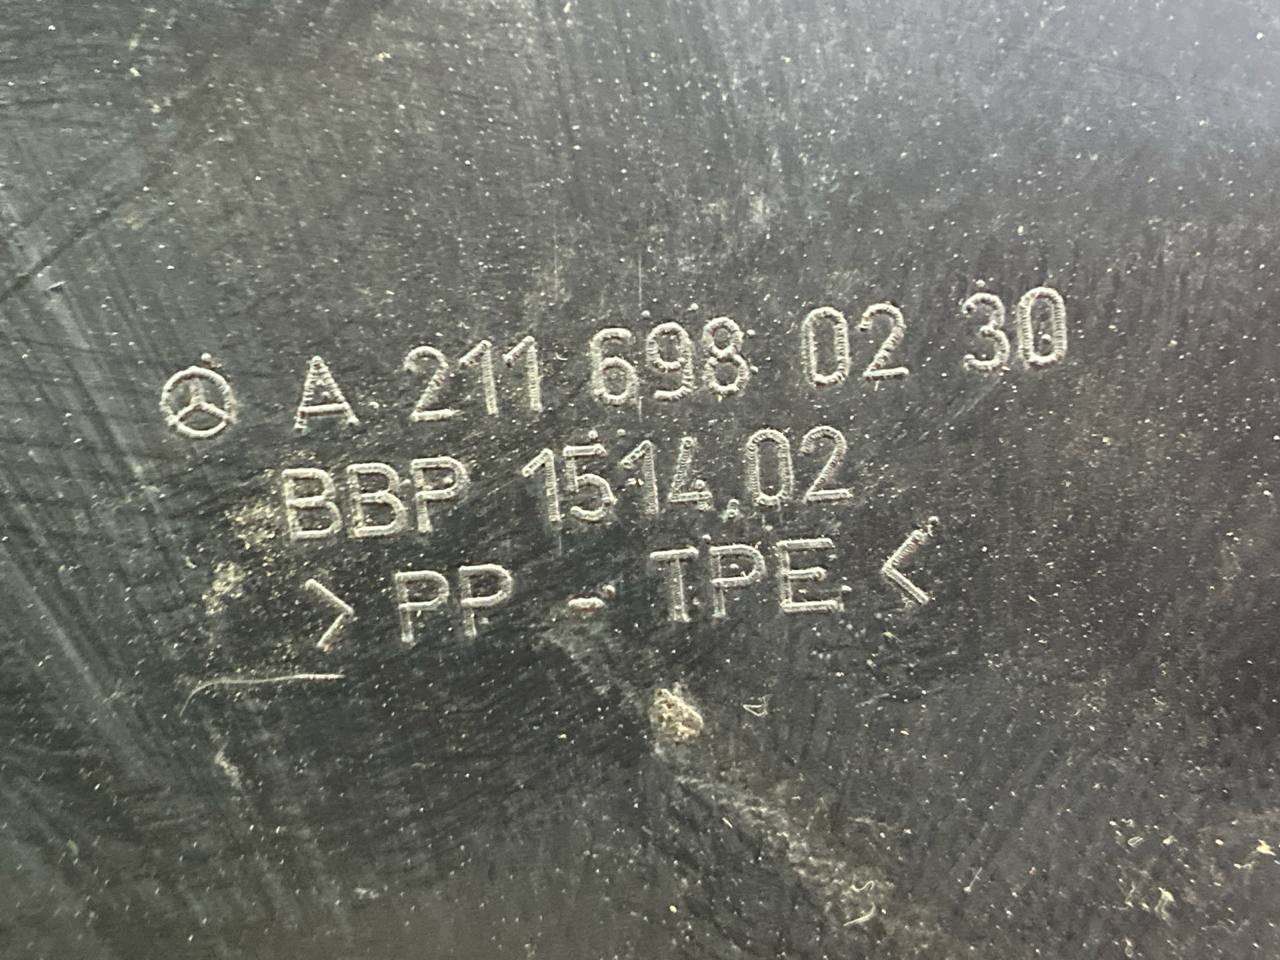 A 211 698 02 30
BBP 1514.02
> PP - TPE <